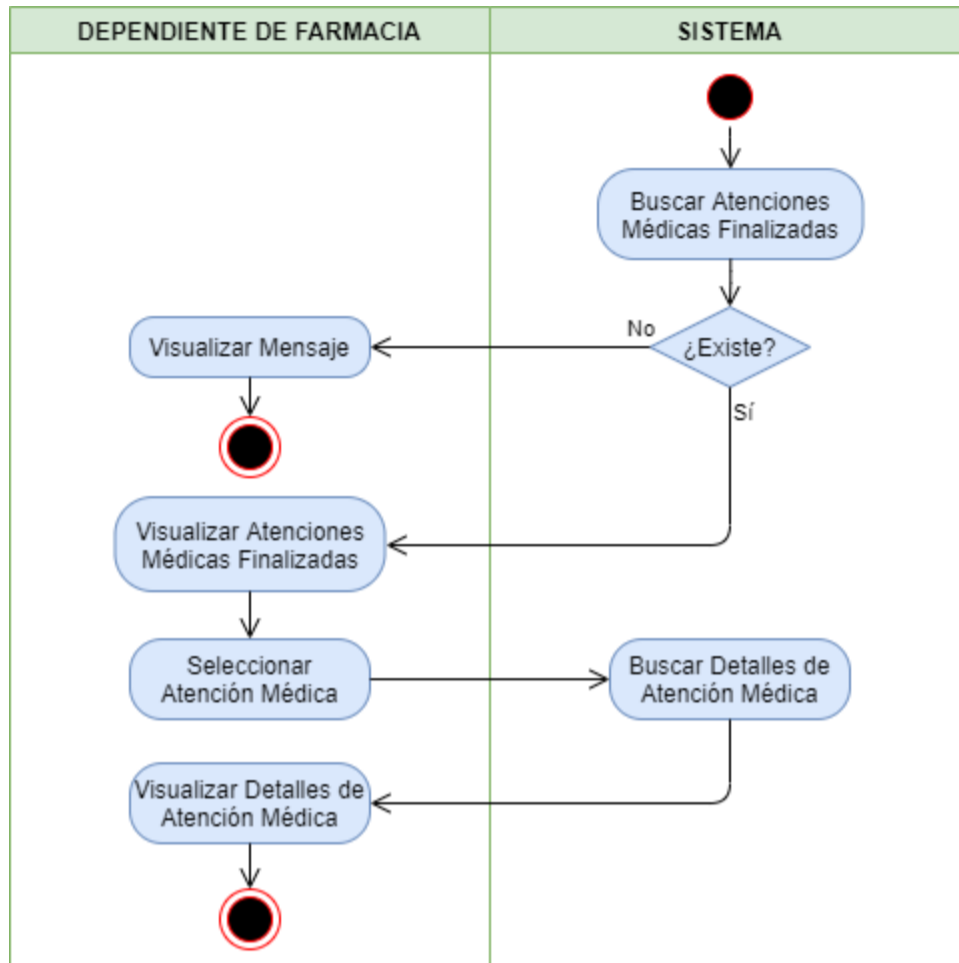 DEPENDIENTE DE FARMACIA
SISTEMA
Buscar Atenciones
Médicas Finalizadas
¿Existe?
No
Visualizar Mensaje
Sí
Visualizar Atenciones
Médicas Finalizadas
Seleccionar
Atención Médica
Buscar Detalles de
Atención Médica
Visualizar Detalles de
Atención Médica